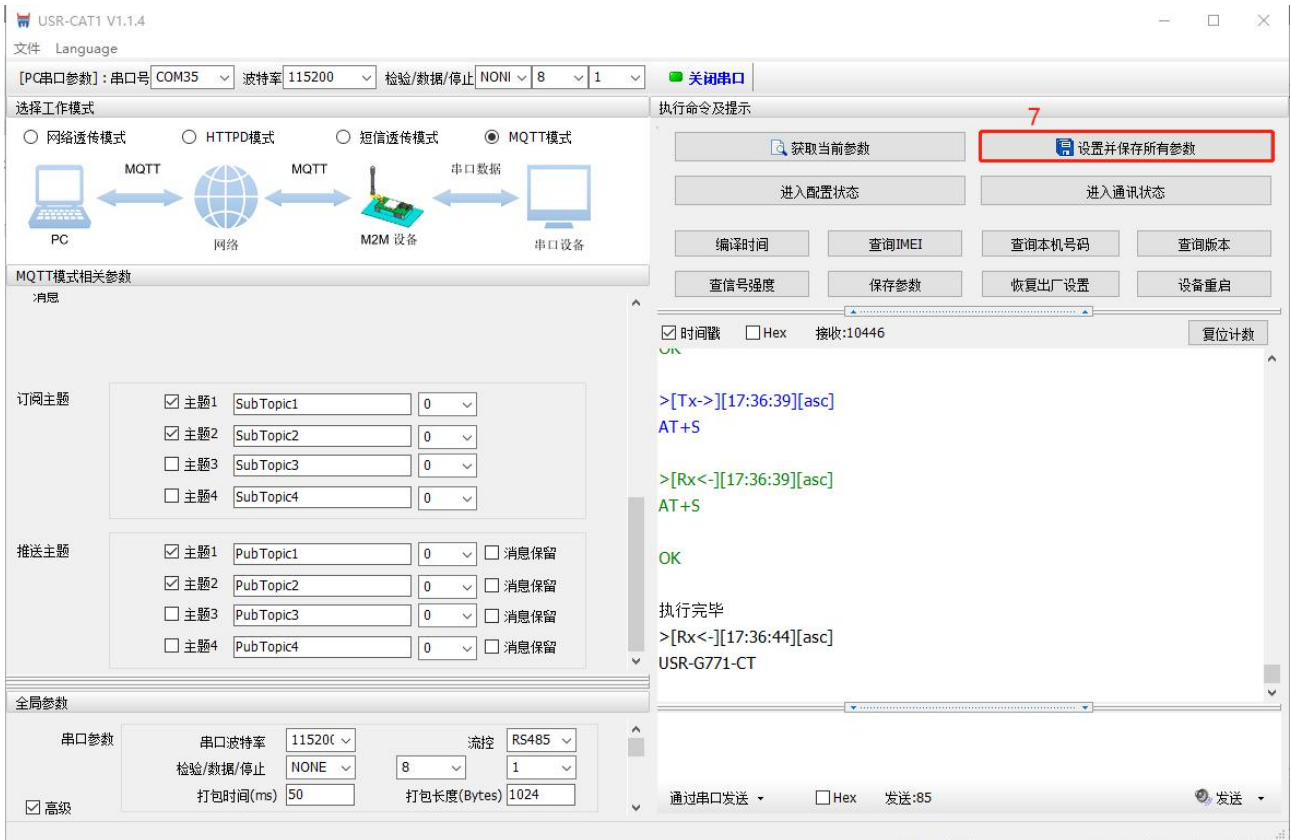 USR-CAT1 V1.1.4
文件 Language
[PC串口参数]：串口号 COM35 波特率 115200 检验/数据/停止 NONI 8 1 关闭串口
选择工作模式
网络透传模式 HTTPD模式 短信透传模式 MQTT模式
MQTT MQTT 串口数据
PC 网络 M2M 设备 串口设备
MQTT模式相关参数
消息
订阅主题
主题1 SubTopic1 0
主题2 SubTopic2 0
主题3 SubTopic3 0
主题4 SubTopic4 0
推送主题
主题1 PubTopic1 0 消息保留
主题2 PubTopic2 0 消息保留
主题3 PubTopic3 0 消息保留
主题4 PubTopic4 0 消息保留
全局参数
串口参数 串口波特率 11520( 流控 RS485
检验/数据/停止 NONE 8 1
打包时间(ms) 50 打包长度(Bytes) 1024
高级
执行命令及提示
7
获取当前参数 设置并保存所有参数
进入配置状态 进入通讯状态
编译时间 查询IMEI 查询本机号码 查询版本
查信号强度 保存参数 恢复出厂设置 设备重启
时间戳 Hex 接收:10446 复位计数
OK
>[Tx->][17:36:39][asc]
AT+S
>[Rx<-][17:36:39][asc]
AT+S
OK
执行完毕
>[Rx<-][17:36:44][asc]
USR-G771-CT
通过串口发送 Hex 发送:85 发送